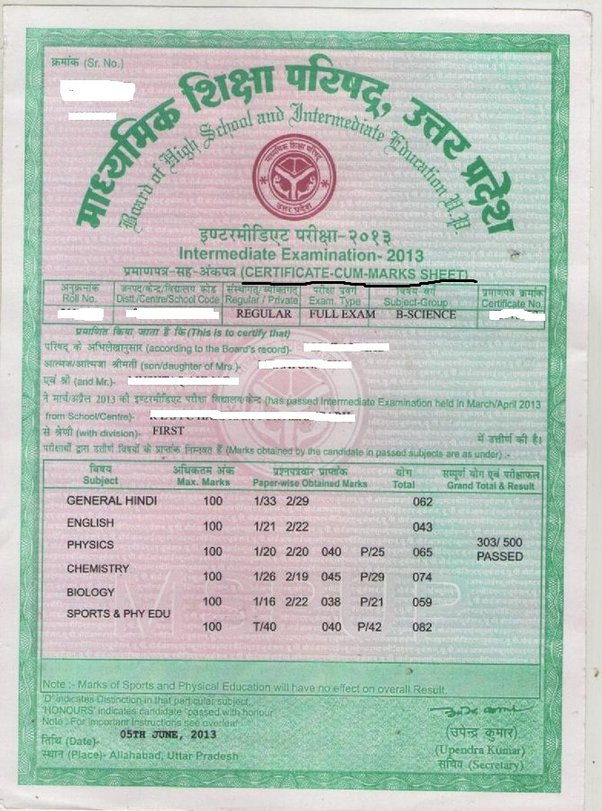 क्रमांक (Sr. No.)
माध्यमिक शिक्षा परिषद्, उत्तर प्रदेश
Board of High School and Intermediate Education U.P.
माध्यमिक शिक्षा परिषद्
उत्तर प्रदेश
इण्टरमीडिएट परीक्षा-२०१३
Intermediate Examination- 2013
प्रमाणपत्र-सह-अंकपत्र (CERTIFICATE-CUM-MARKS SHEET)
अनुक्रमांक जनपद/केन्द्र/विद्यालय कोड संस्थागत/व्यक्तिगत परीक्षा प्रकार विषय वर्ग प्रमाणपत्र क्रमांक
Roll No. Distt./Centre/School Code Regular / Private Exam. Type Subject-Group Certificate No.
REGULAR FULL EXAM B-SCIENCE
प्रमाणित किया जाता है कि (This is to certify that)
परिषद् के अभिलेखानुसार (according to the Board's record)-
आत्मज/आत्मजा श्रीमती (son/daughter of Mrs.)-
एवं श्री (and Mr.)-
ने मार्च/अप्रैल 2013 की इण्टरमीडिएट परीक्षा विद्यालय/केन्द्र (has passed Intermediate Examination held in March/April 2013
from School/Centre)-
से श्रेणी (with division)- FIRST में उत्तीर्ण की है।
परीक्षार्थी द्वारा उत्तीर्ण विषयों के प्राप्तांक निम्नवत हैं (Marks obtained by the candidate in passed subjects are as under) :-
विषय अधिकतम अंक प्रश्नपत्रवार प्राप्तांक योग सम्पूर्ण योग एवं परीक्षाफल
Subject Max. Marks Paper-wise Obtained Marks Total Grand Total & Result
GENERAL HINDI 100 1/33 2/29 062
ENGLISH 100 1/21 2/22 043
PHYSICS 100 1/20 2/20 040 P/25 065 303/ 500 PASSED
CHEMISTRY 100 1/26 2/19 045 P/29 074
BIOLOGY 100 1/16 2/22 038 P/21 059
SPORTS & PHY EDU 100 T/40 040 P/42 082
Note :- Marks of Sports and Physical Education will have no effect on overall Result.
'D' indicates Distinction in that particular subject.
'HONOURS' indicates candidate "passed with honour"
Note : For Important Instructions see overleaf
तिथि (Date)- 05TH JUNE, 2013
स्थान (Place)- Allahabad, Uttar Pradesh
(उपेन्द्र कुमार)
(Upendra Kumar)
सचिव (Secretary)